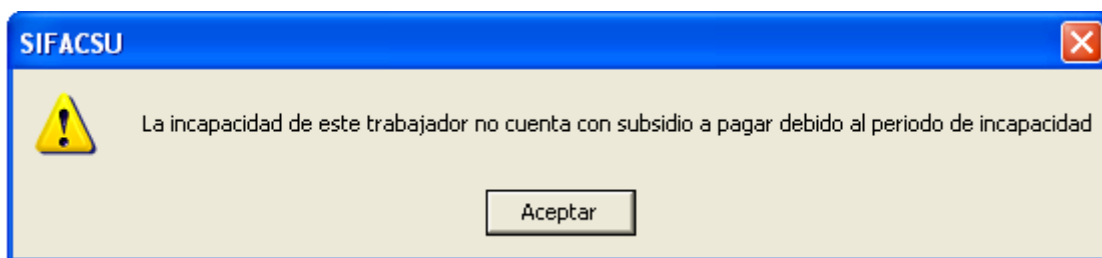 SIFACSU
La incapacidad de este trabajador no cuenta con subsidio a pagar debido al periodo de incapacidad
Aceptar